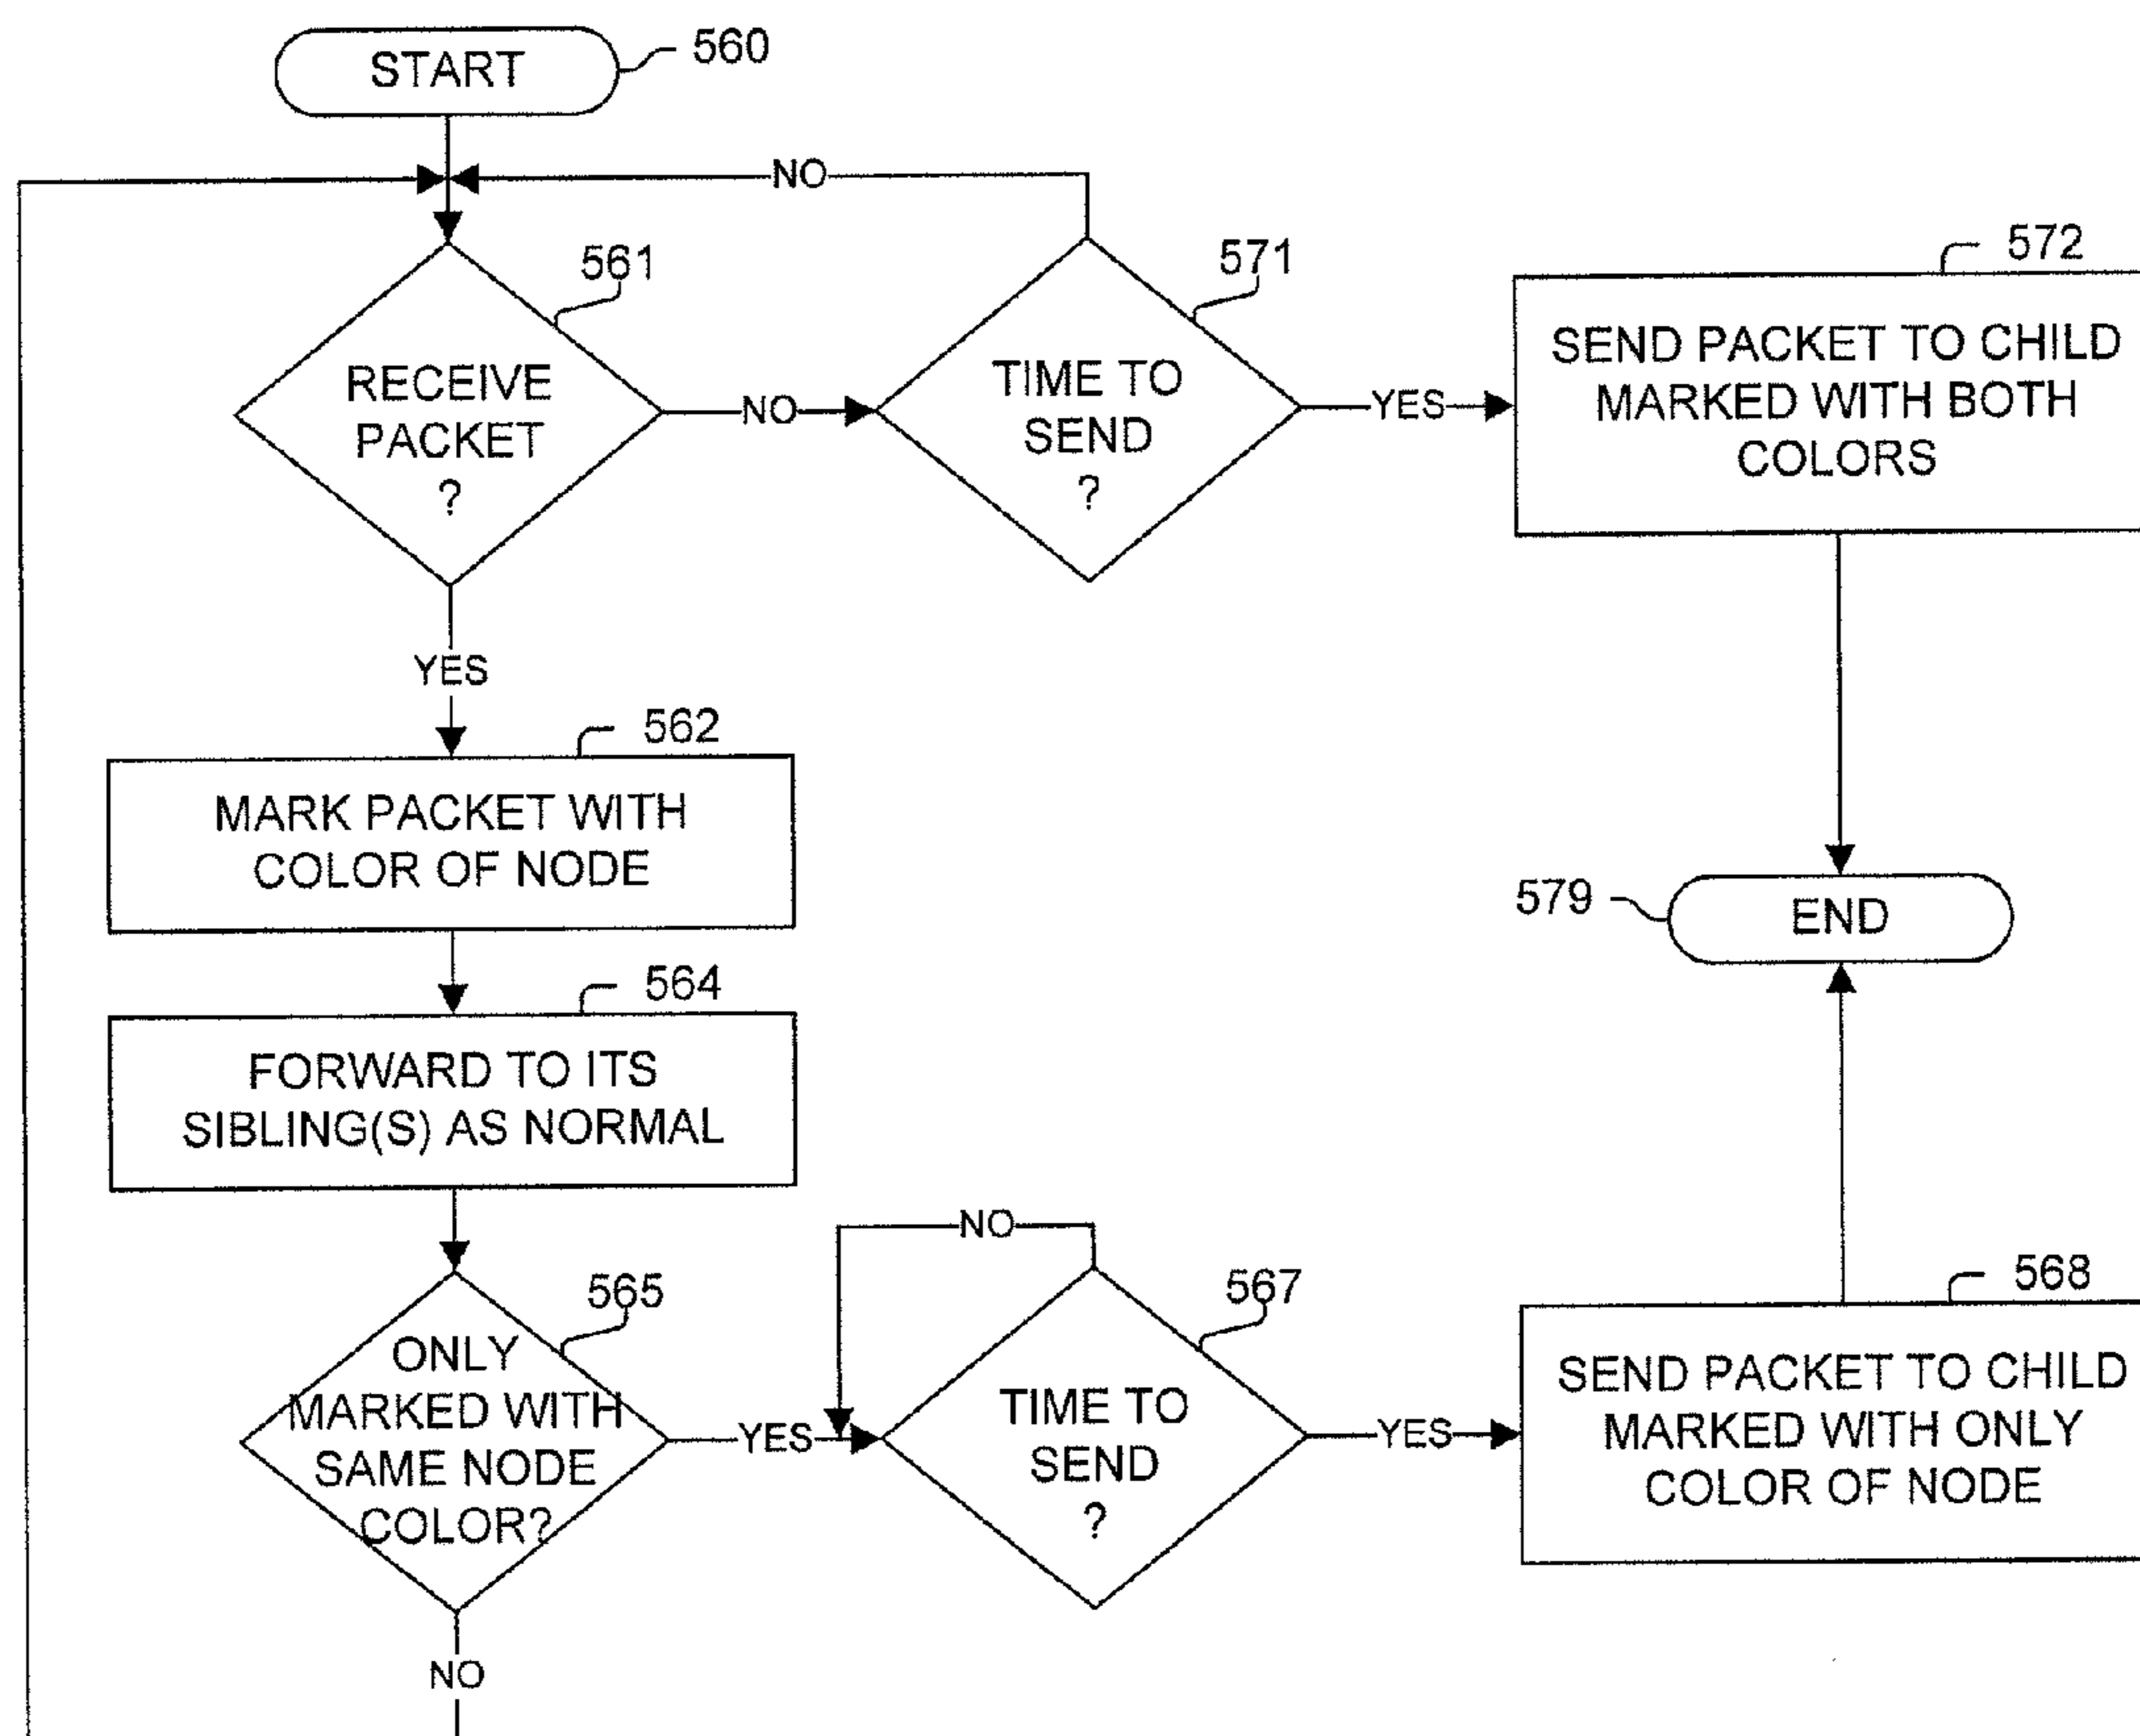 START
560
NO
561
RECEIVE
PACKET
?
NO
571
TIME TO
SEND
?
YES
572
SEND PACKET TO CHILD
MARKED WITH BOTH
COLORS
YES
562
MARK PACKET WITH
COLOR OF NODE
579
END
564
FORWARD TO ITS
SIBLING(S) AS NORMAL
565
ONLY
MARKED WITH
SAME NODE
COLOR?
YES
NO
567
TIME TO
SEND
?
YES
568
SEND PACKET TO CHILD
MARKED WITH ONLY
COLOR OF NODE
NO